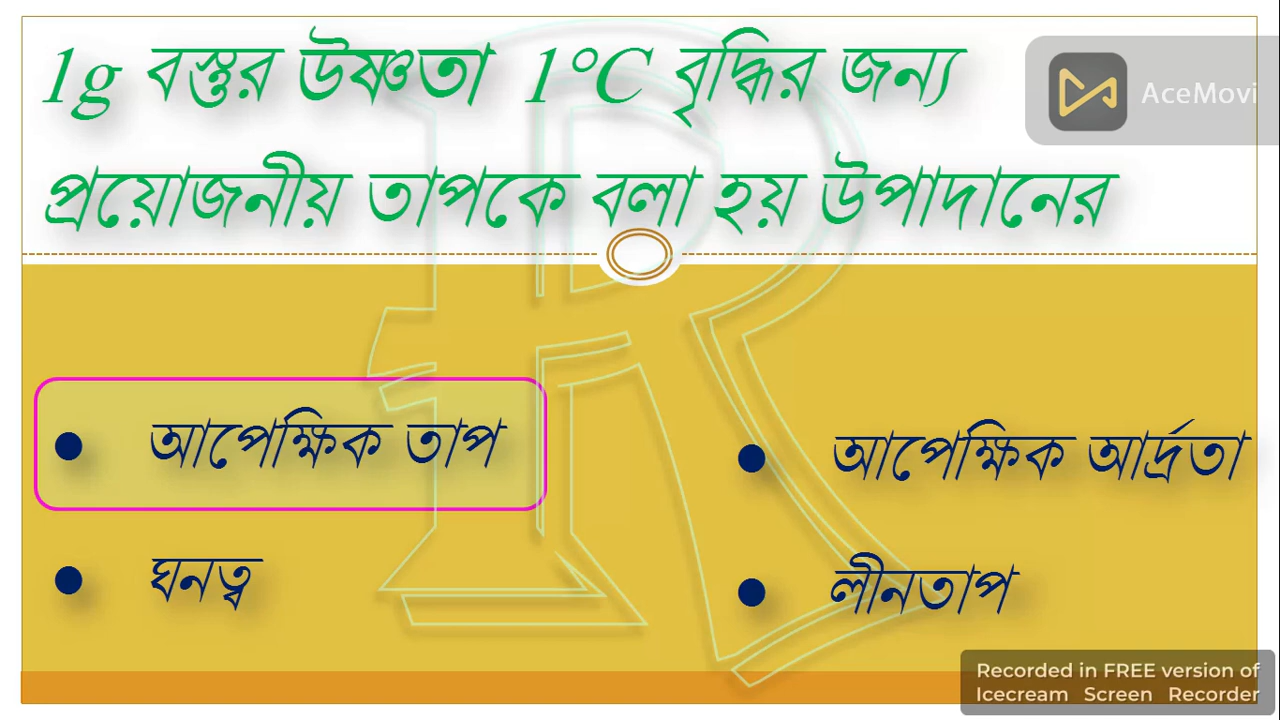 1g বস্তুর উষ্ণতা 1°C বৃদ্ধির জন্য
AceMovi
প্রয়োজনীয় তাপকে বলা হয় উপাদানের
● আপেক্ষিক তাপ
● আপেক্ষিক আর্দ্রতা
● ঘনত্ব
● লীনতাপ
Recorded in FREE version of
Icecream Screen Recorder